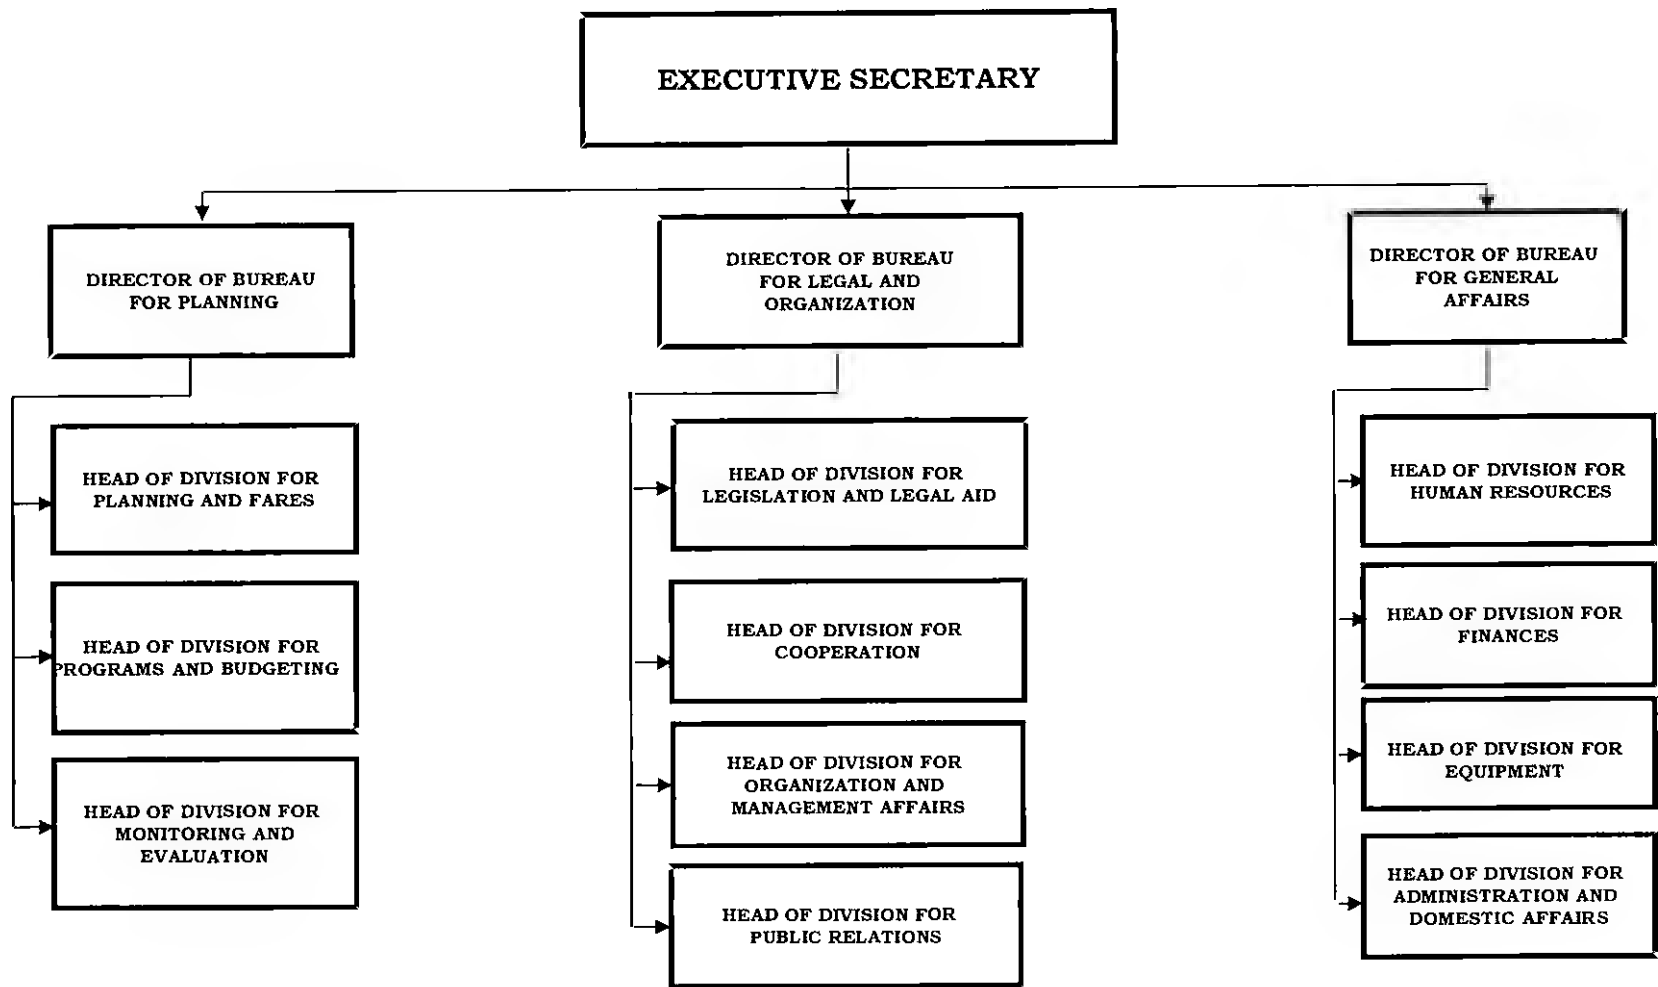 EXECUTIVE SECRETARY
DIRECTOR OF BUREAU
FOR PLANNING
DIRECTOR OF BUREAU
FOR LEGAL AND
ORGANIZATION
DIRECTOR OF BUREAU
FOR GENERAL
AFFAIRS
HEAD OF DIVISION FOR
PLANNING AND FARES
HEAD OF DIVISION FOR
PROGRAMS AND BUDGETING
HEAD OF DIVISION FOR
MONITORING AND
EVALUATION
HEAD OF DIVISION FOR
LEGISLATION AND LEGAL AID
HEAD OF DIVISION FOR
COOPERATION
HEAD OF DIVISION FOR
ORGANIZATION AND
MANAGEMENT AFFAIRS
HEAD OF DIVISION FOR
PUBLIC RELATIONS
HEAD OF DIVISION FOR
HUMAN RESOURCES
HEAD OF DIVISION FOR
FINANCES
HEAD OF DIVISION FOR
EQUIPMENT
HEAD OF DIVISION FOR
ADMINISTRATION AND
DOMESTIC AFFAIRS